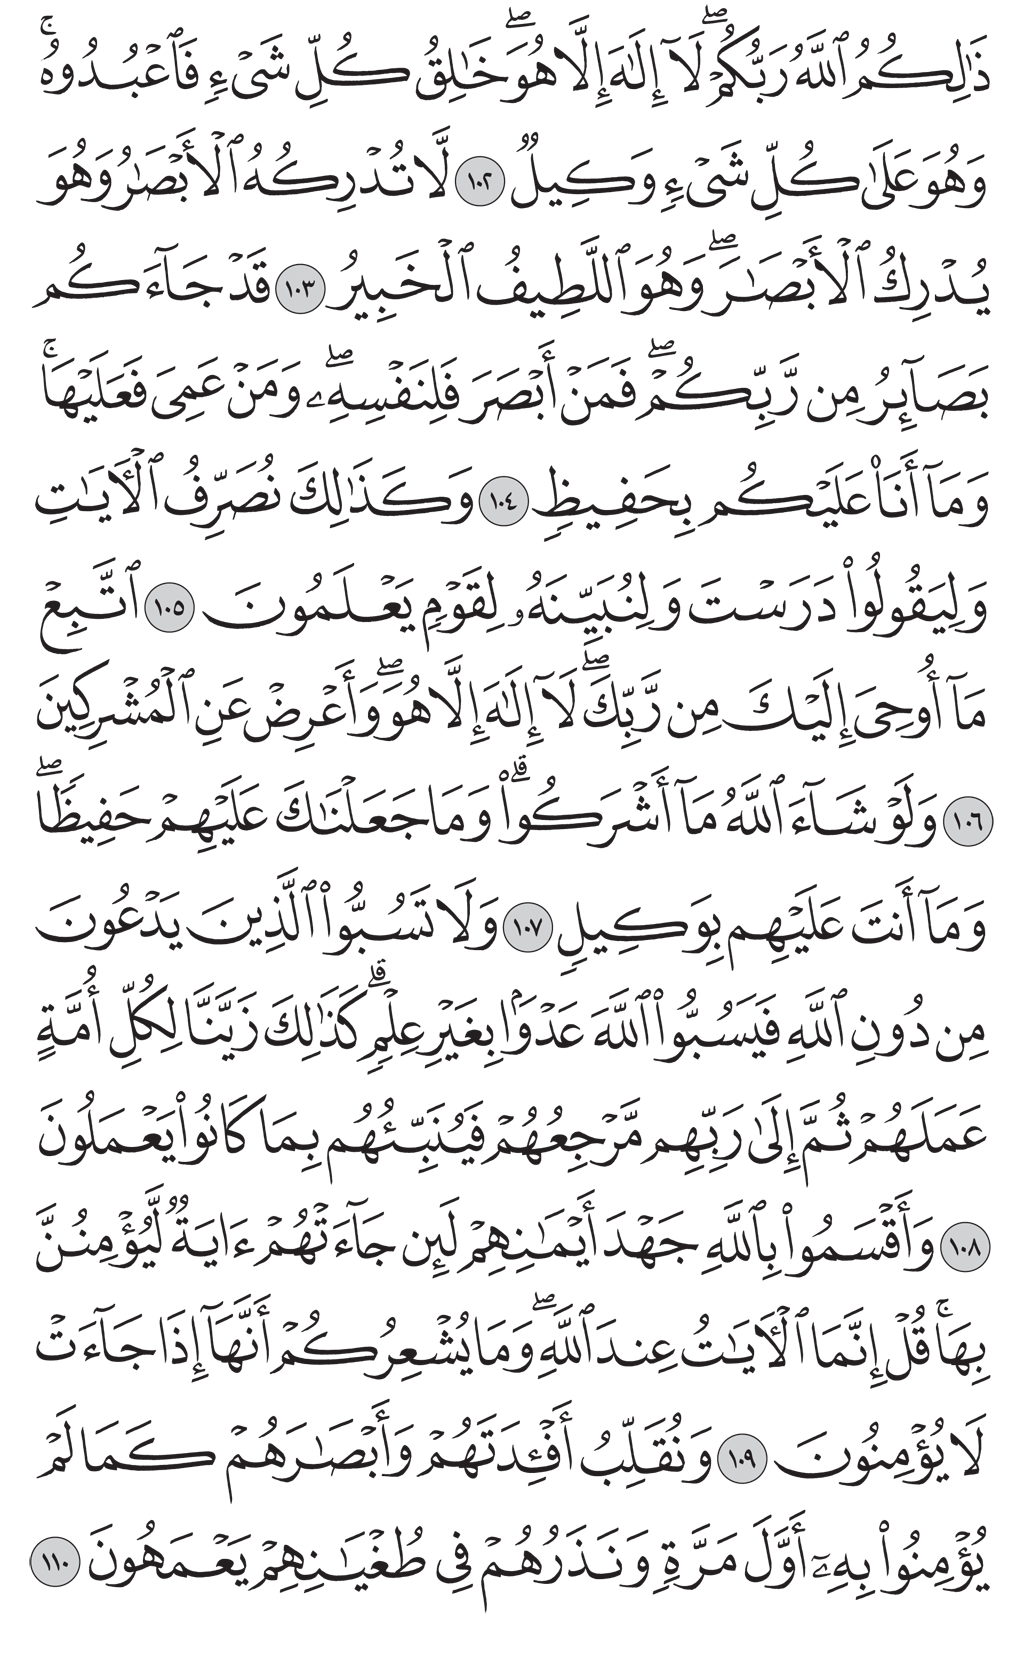 ذَٰلِكُمُ ٱللَّهُ رَبُّكُمۡۖ لَآ إِلَٰهَ إِلَّا هُوَۖ خَٰلِقُ كُلِّ شَيۡءٖ فَٱعۡبُدُوهُۚ
وَهُوَ عَلَىٰ كُلِّ شَيۡءٖ وَكِيلٞ ١٠٢ لَّا تُدۡرِكُهُ ٱلۡأَبۡصَٰرُ وَهُوَ
يُدۡرِكُ ٱلۡأَبۡصَٰرَۖ وَهُوَ ٱللَّطِيفُ ٱلۡخَبِيرُ ١٠٣ قَدۡ جَآءَكُم
بَصَآئِرُ مِن رَّبِّكُمۡۖ فَمَنۡ أَبۡصَرَ فَلِنَفۡسِهِۦۖ وَمَنۡ عَمِيَ فَعَلَيۡهَاۚ
وَمَآ أَنَا۠ عَلَيۡكُم بِحَفِيظٖ ١٠٤ وَكَذَٰلِكَ نُصَرِّفُ ٱلۡأٓيَٰتِ
وَلِيَقُولُواْ دَرَسۡتَ وَلِنُبَيِّنَهُۥ لِقَوۡمٖ يَعۡلَمُونَ ١٠٥ ٱتَّبِعۡ
مَآ أُوحِيَ إِلَيۡكَ مِن رَّبِّكَۖ لَآ إِلَٰهَ إِلَّا هُوَۖ وَأَعۡرِضۡ عَنِ ٱلۡمُشۡرِكِينَ
١٠٦ وَلَوۡ شَآءَ ٱللَّهُ مَآ أَشۡرَكُواْۗ وَمَا جَعَلۡنَٰكَ عَلَيۡهِمۡ حَفِيظٗاۖ
وَمَآ أَنتَ عَلَيۡهِم بِوَكِيلٖ ١٠٧ وَلَا تَسُبُّواْ ٱلَّذِينَ يَدۡعُونَ
مِن دُونِ ٱللَّهِ فَيَسُبُّواْ ٱللَّهَ عَدۡوَۢا بِغَيۡرِ عِلۡمٖۗ كَذَٰلِكَ زَيَّنَّا لِكُلِّ أُمَّةٍ
عَمَلَهُمۡ ثُمَّ إِلَىٰ رَبِّهِم مَّرۡجِعُهُمۡ فَيُنَبِّئُهُم بِمَا كَانُواْ يَعۡمَلُونَ
١٠٨ وَأَقۡسَمُواْ بِٱللَّهِ جَهۡدَ أَيۡمَٰنِهِمۡ لَئِن جَآءَتۡهُمۡ ءَايَةٞ لَّيُؤۡمِنُنَّ
بِهَاۚ قُلۡ إِنَّمَا ٱلۡأٓيَٰتُ عِندَ ٱللَّهِۖ وَمَا يُشۡعِرُكُمۡ أَنَّهَآ إِذَا جَآءَتۡ
لَا يُؤۡمِنُونَ ١٠٩ وَنُقَلِّبُ أَفۡـِٔدَتَهُمۡ وَأَبۡصَٰرَهُمۡ كَمَا لَمۡ
يُؤۡمِنُواْ بِهِۦٓ أَوَّلَ مَرَّةٖ وَنَذَرُهُمۡ فِي طُغۡيَٰنِهِمۡ يَعۡمَهُونَ ١١٠